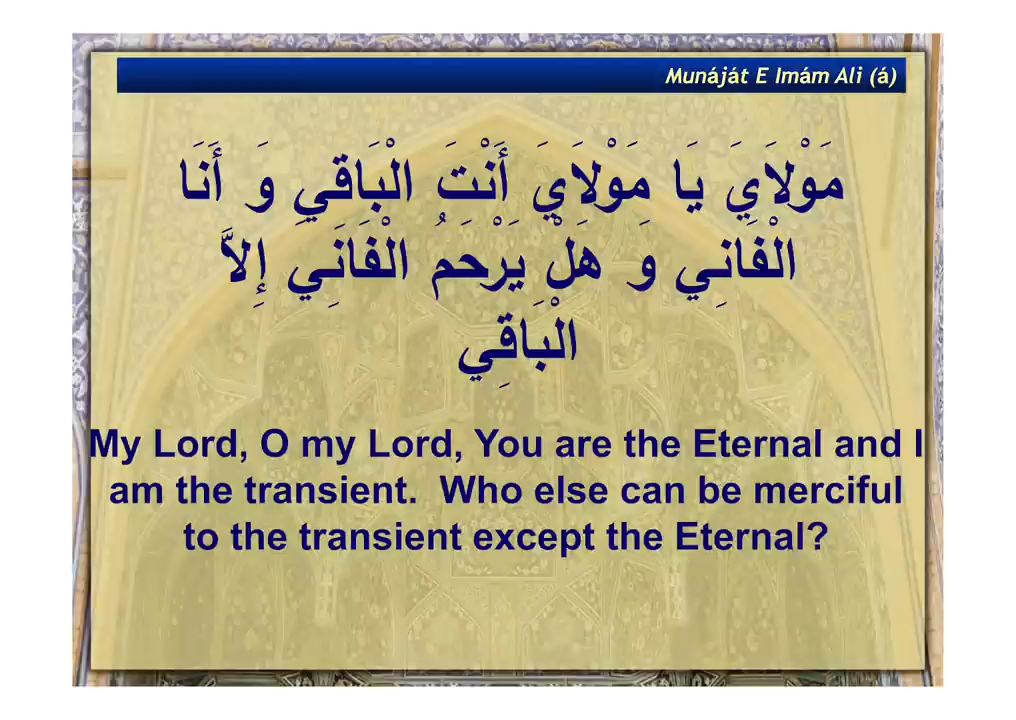 Munáját E Imám Ali (á)
مَوْلاَيَ يَا مَوْلاَيَ أَنْتَ الْبَاقِي وَ أَنَا
الْفَانِي وَ هَلْ يَرْحَمُ الْفَانِيَ إِلاَّ
الْبَاقِي
My Lord, O my Lord, You are the Eternal and I
am the transient.  Who else can be merciful
to the transient except the Eternal?